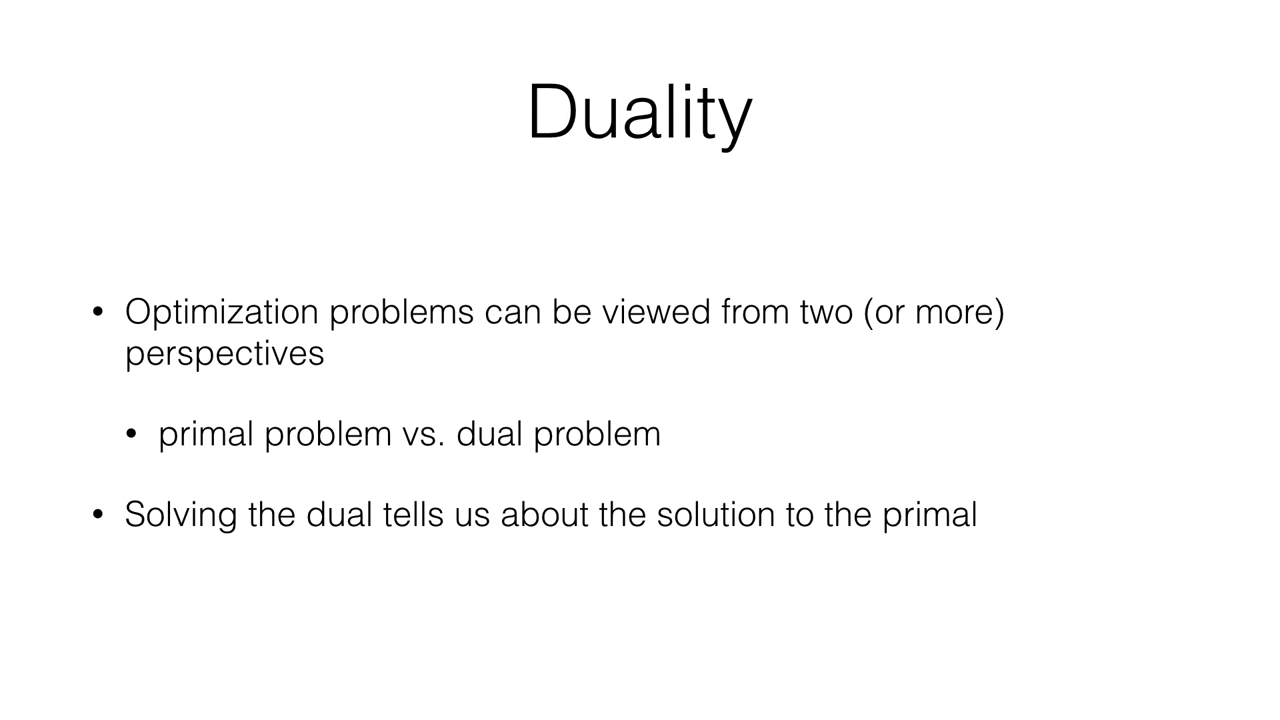 Duality
• Optimization problems can be viewed from two (or more)
perspectives
• primal problem vs. dual problem
• Solving the dual tells us about the solution to the primal